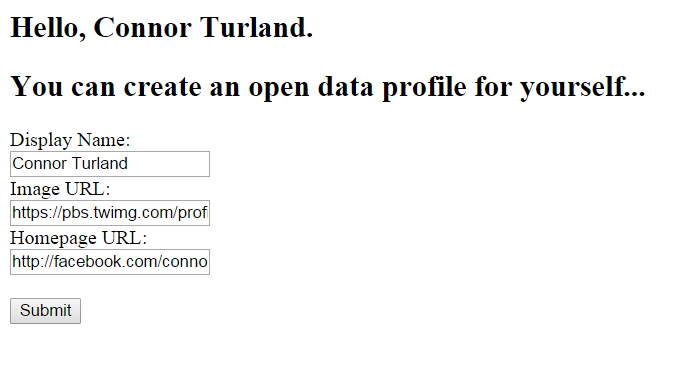 Hello, Connor Turland.
You can create an open data profile for yourself...
Display Name:
Connor Turland
Image URL:
https://pbs.twimg.com/prof
Homepage URL:
http://facebook.com/conno
Submit